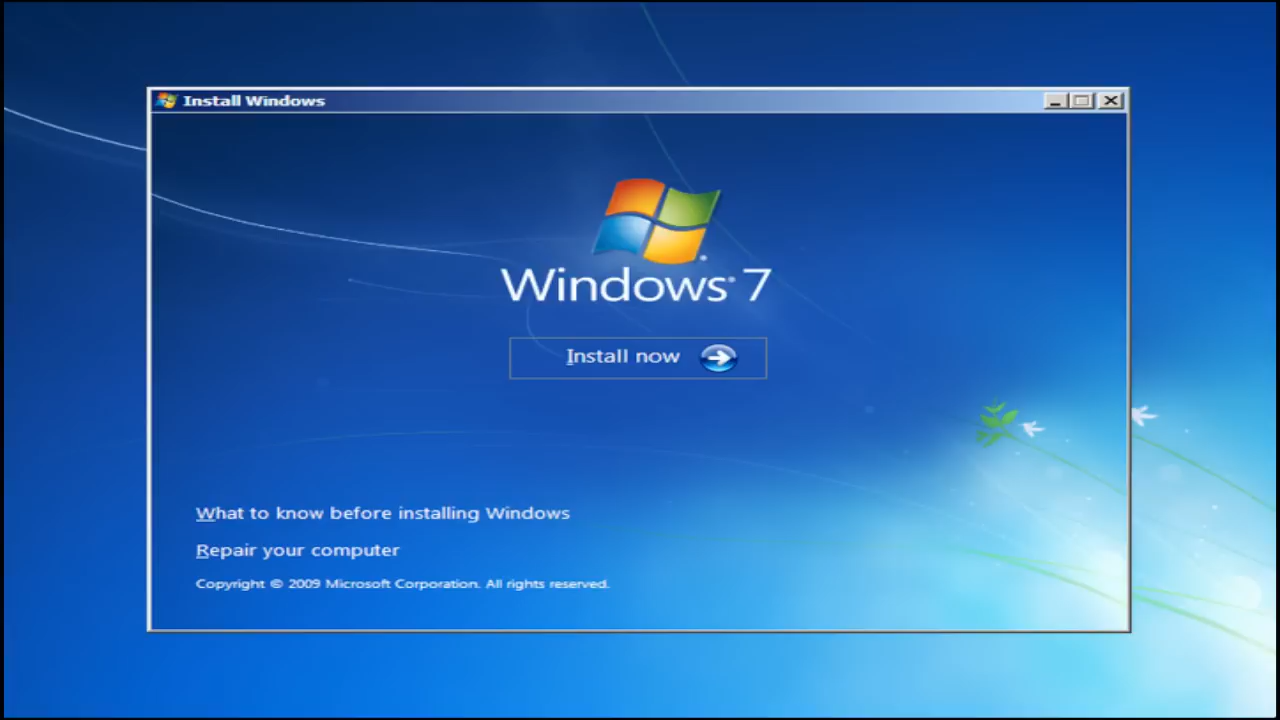 Install Windows
Windows® 7
Install now
What to know before installing Windows
Repair your computer
Copyright © 2009 Microsoft Corporation. All rights reserved.